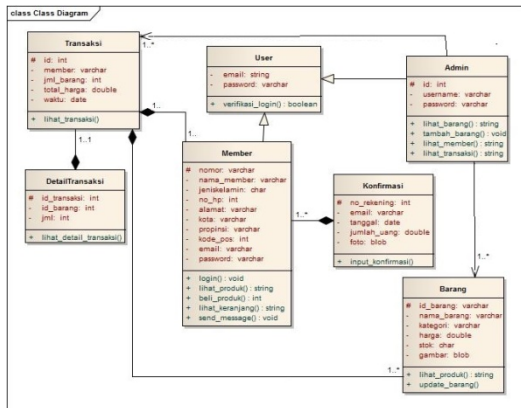 class Class Diagram
Transaksi
# id: int
- member: varchar
- jml_barang: int
- total_harga: double
- waktu: date
+ lihat_transaksi()
1..*
User
- email: string
- password: varchar
+ verifikasi_login() : boolean
Admin
# id: int
- username: varchar
- password: varchar
+ lihat_barang() : string
+ tambah_barang() : void
+ lihat_member() : string
+ lihat_transaksi() : string
1..
1..
1..1
DetailTransaksi
# id_transaksi: int
- id_barang: int
- jml: int
+ lihat_detail_transaksi()
Member
# nomor: varchar
- nama_member: varchar
- jeniskelamin: char
- no_hp: int
- alamat: varchar
- kota: varchar
- propinsi: varchar
- kode_pos: int
- email: varchar
- password: varchar
+ login() : void
+ lihat_produk() : string
+ beli_produk() : int
+ lihat_keranjang() : string
+ send_message() : void
1..*
Konfirmasi
# no_rekening: int
- email: varchar
- tanggal: date
- jumlah_uang: double
- foto: blob
+ input_konfirmasi()
1..*
Barang
# id_barang: varchar
- nama_barang: varchar
- kategori: varchar
- harga: double
- stok: char
- gambar: blob
+ lihat_produk() : string
+ update_barang()
1..*